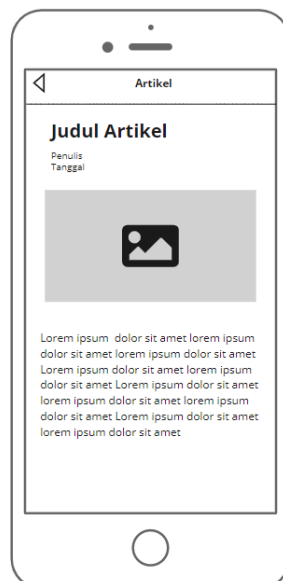 Artikel
Judul Artikel
Penulis
Tanggal
Lorem ipsum  dolor sit amet lorem ipsum
dolor sit amet lorem ipsum dolor sit amet
Lorem ipsum dolor sit amet lorem ipsum
dolor sit amet Lorem ipsum dolor sit amet
lorem ipsum dolor sit amet lorem ipsum
dolor sit amet Lorem ipsum dolor sit amet
lorem ipsum dolor sit amet